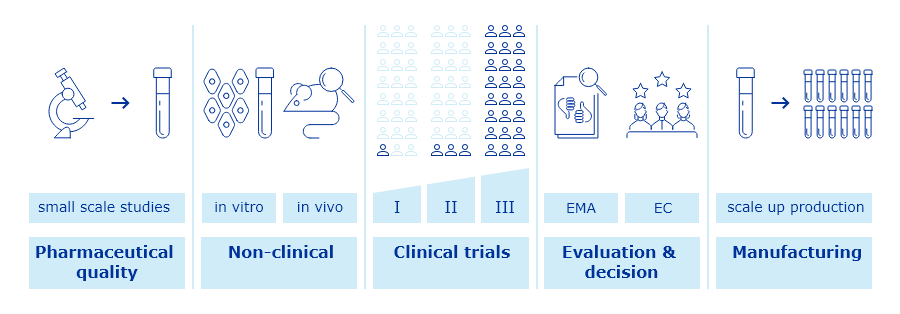 small scale studies
in vitro
in vivo
I
II
III
EMA
EC
scale up production
Pharmaceutical
quality
Non-clinical
Clinical trials
Evaluation &
decision
Manufacturing